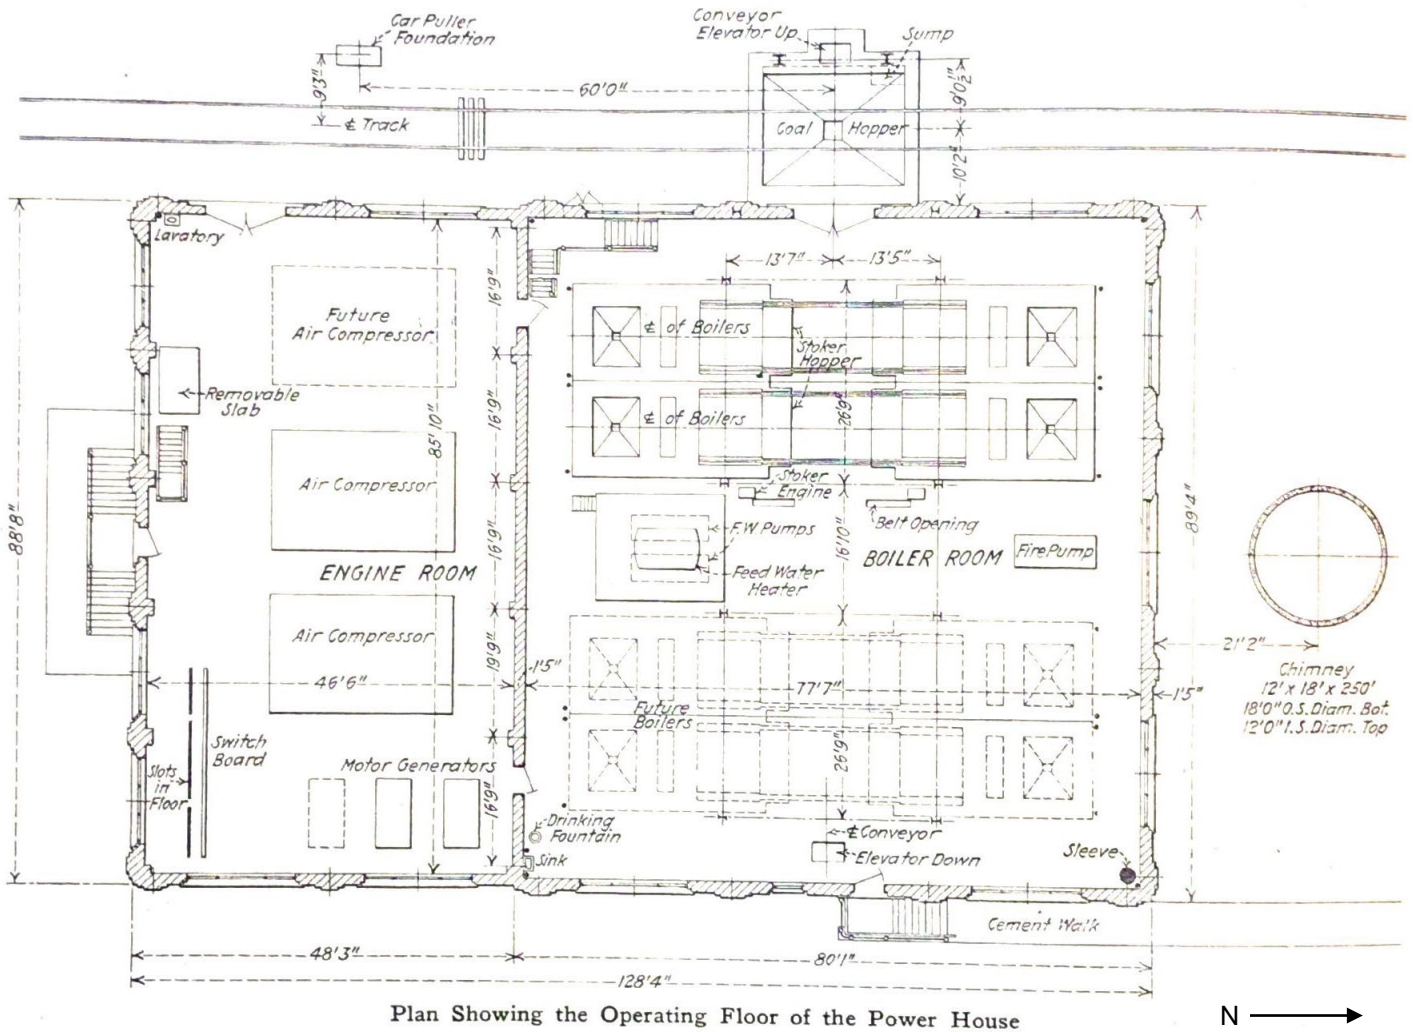 Car Puller
Foundation
Conveyor
Elevator Up
Sump
9'3"
60'0"
9'0½"
℄ Track
Coal Hopper
10'2"
Lavatory
13'7"
13'5"
16'9"
Future
Air Compressor
℄ of Boilers
Stoker
Hopper
Removable
Slab
16'9"
℄ of Boilers
26'9"
85'10"
Air Compressor
Stoker
Engine
88'8"
89'4"
F.W. Pumps
Belt Opening
16'9"
16'10"
ENGINE ROOM
BOILER ROOM
Fire Pump
Feed Water
Heater
Air Compressor
19'9"
21'2"
1'5"
46'6"
77'7"
1'5"
Chimney
12' x 18' x 250'
18'0" O.S. Diam. Bot.
12'0" I.S. Diam. Top
Future
Boilers
Switch
Board
26'9"
Motor Generators
Slots
in
Floor
16'9"
Drinking
Fountain
℄ Conveyor
Elevator Down
Sink
Sleeve
Cement Walk
48'3"
80'1"
128'4"
Plan Showing the Operating Floor of the Power House
N